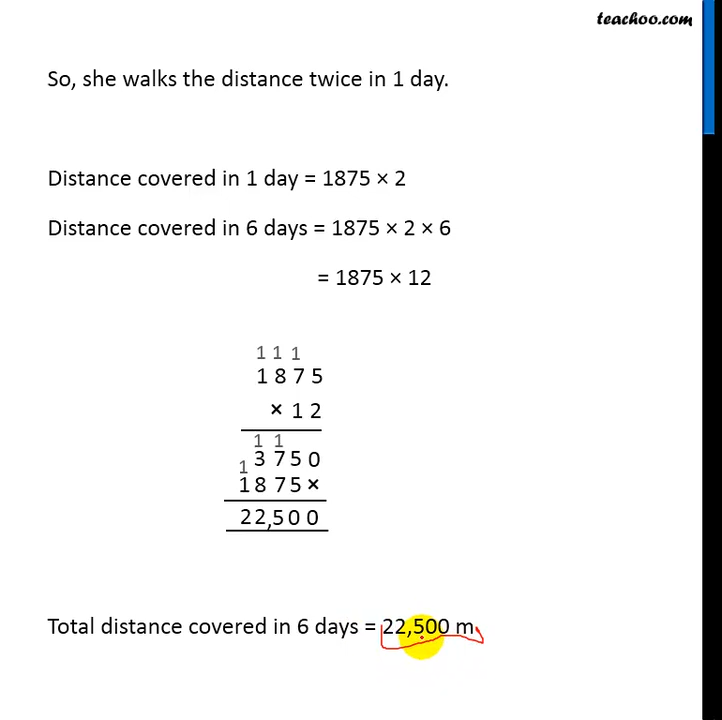 teachoo.com
So, she walks the distance twice in 1 day.
Distance covered in 1 day = 1875 × 2
Distance covered in 6 days = 1875 × 2 × 6
= 1875 × 12
1 1 1
1 8 7 5
× 1 2
1 1
1 3 7 5 0
1 8 7 5 ×
2 2 , 5 0 0
Total distance covered in 6 days = 22,500 m